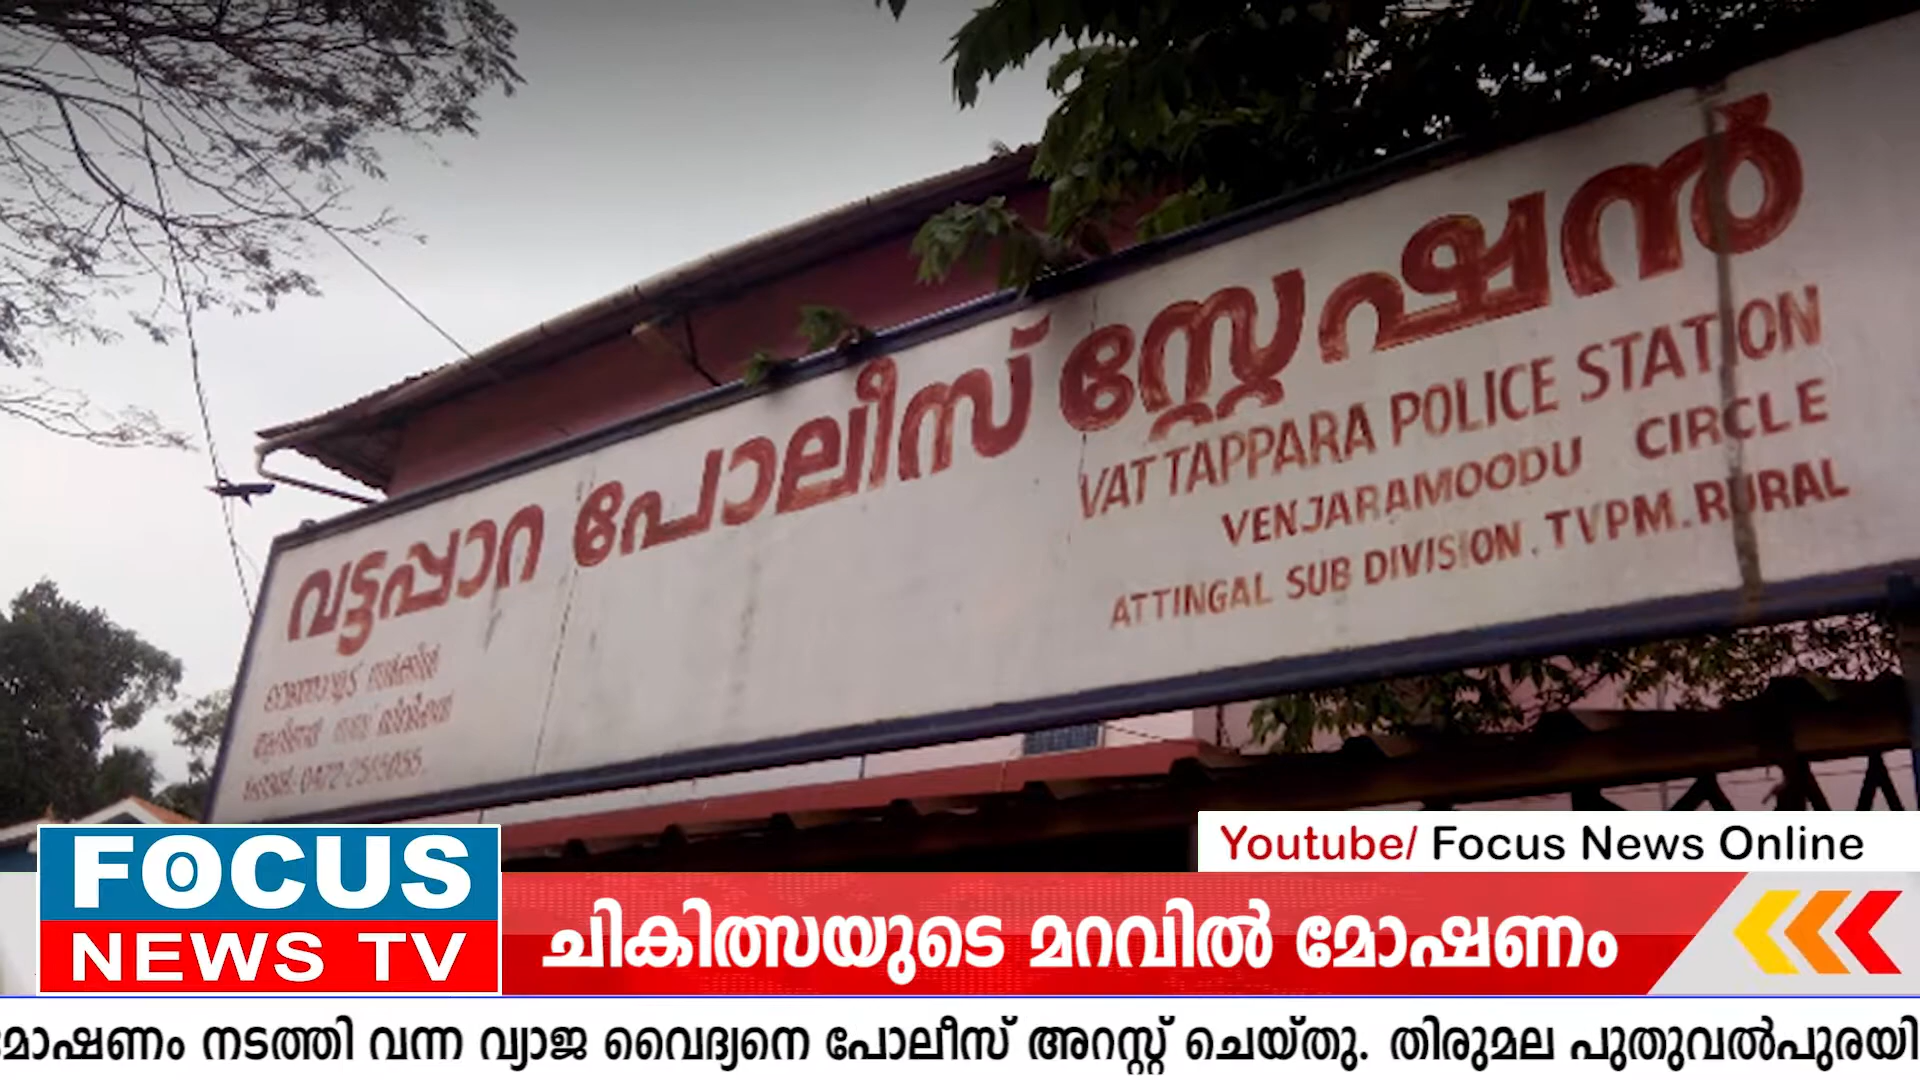 വട്ടപ്പാറ പോലീസ് സ്റ്റേഷൻ
VATTAPPARA POLICE STATION
VENJARAMOODU CIRCLE
ATTINGAL SUB DIVISION. TVPM. RURAL
Youtube/ Focus News Online
FOCUS
NEWS TV
ചികിത്സയുടെ മറവിൽ മോഷണം
മോഷണം നടത്തി വന്ന വ്യാജ വൈദ്യനെ പോലീസ് അറസ്റ്റ് ചെയ്തു. തിരുമല പുതുവൽപുരയി